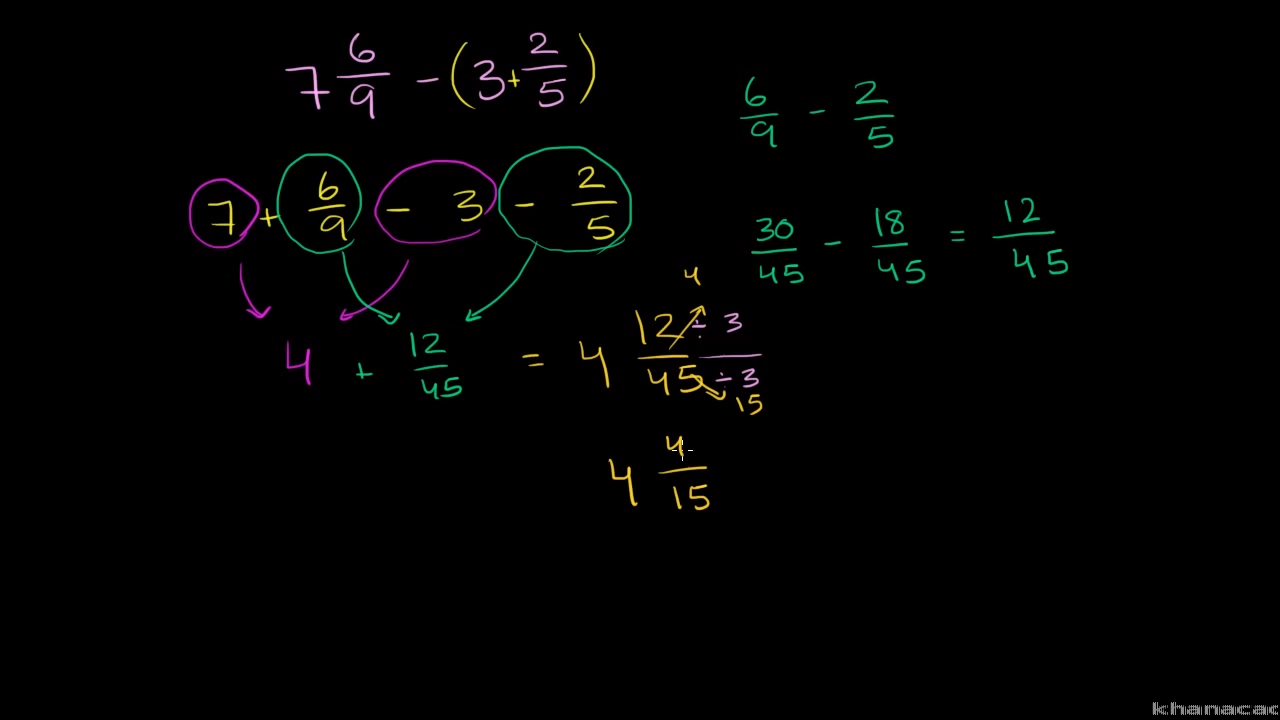 7 6/9 - (3 + 2/5)
6/9 - 2/5
7 + 6/9 - 3 - 2/5
30/45 - 18/45 = 12/45
4 + 12/45 = 4 12/45 ÷ 3/÷ 3
4
15
4 4/15
khanacad